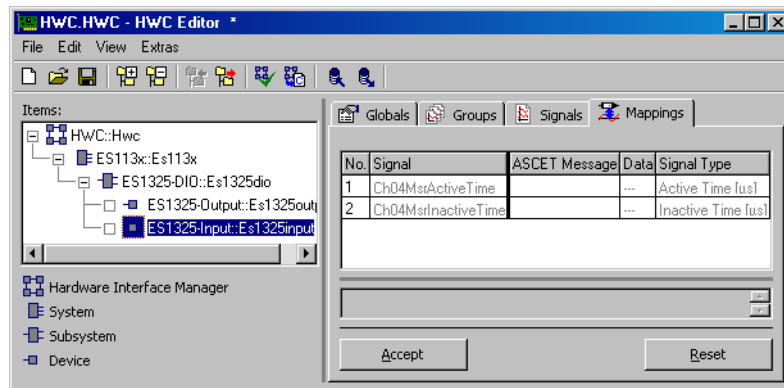 HWC.HWC - HWC Editor *
File Edit View Extras
Items:
HWC::Hwc
ES113x::Es113x
ES1325-DIO::Es1325dio
ES1325-Output::Es1325out
ES1325-Input::Es1325input
Hardware Interface Manager
System
Subsystem
Device
Globals Groups Signals Mappings
No. Signal ASCET Message Data Signal Type
1 Ch04MsrActiveTime --- Active Time [us]
2 Ch04MsrInactiveTime --- Inactive Time [us]
Accept Reset